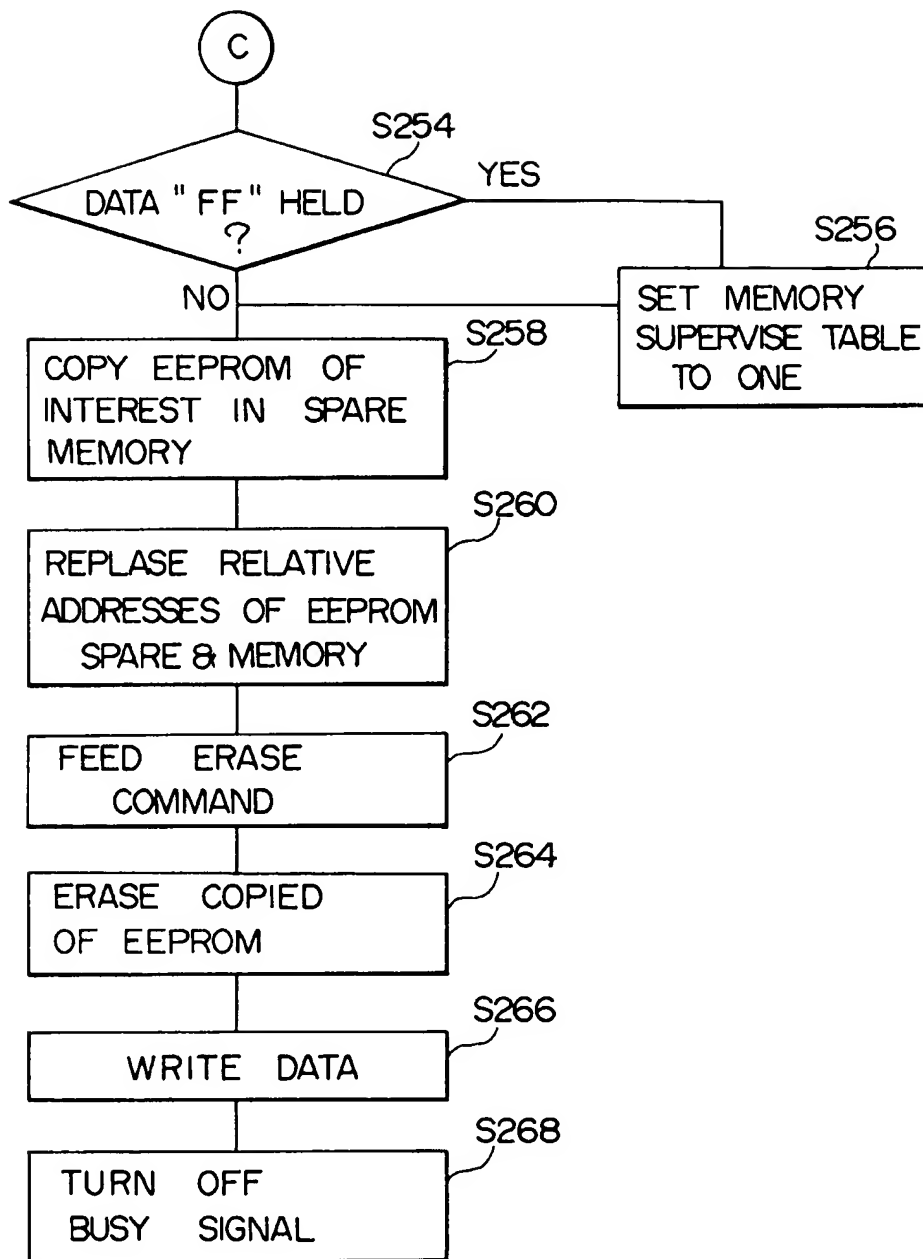 C
S254
DATA "FF" HELD
?
YES
NO
S256
SET MEMORY
SUPERVISE TABLE
TO ONE
S258
COPY EEPROM OF
INTEREST IN SPARE
MEMORY
S260
REPLASE RELATIVE
ADDRESSES OF EEPROM
SPARE & MEMORY
S262
FEED ERASE
COMMAND
S264
ERASE COPIED
OF EEPROM
S266
WRITE DATA
S268
TURN OFF
BUSY SIGNAL